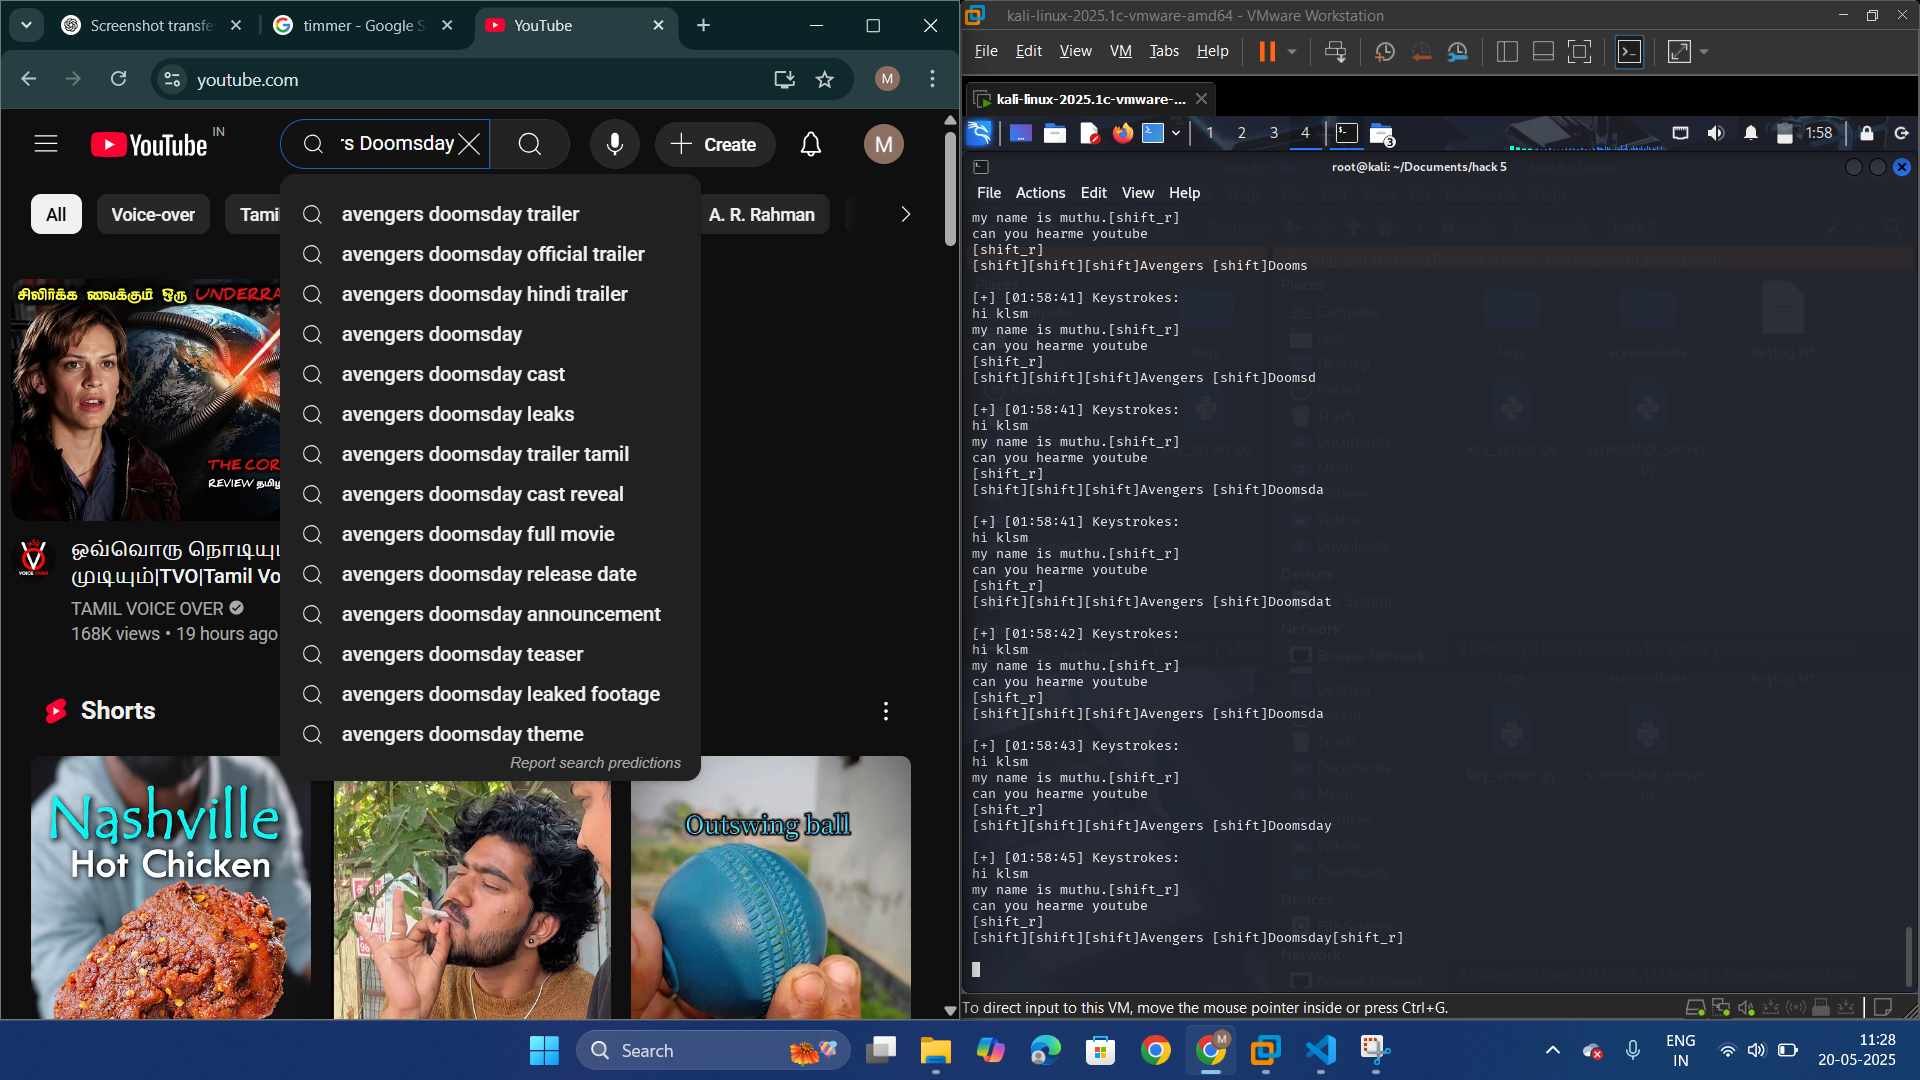 Screenshot transfe
timmer - Google S
YouTube
youtube.com
M
YouTube
IN
rs Doomsday
Create
M
All
Voice-over
Tami
A. R. Rahman
avengers doomsday trailer
avengers doomsday official trailer
avengers doomsday hindi trailer
avengers doomsday
avengers doomsday cast
avengers doomsday leaks
avengers doomsday trailer tamil
avengers doomsday cast reveal
avengers doomsday full movie
avengers doomsday release date
avengers doomsday announcement
avengers doomsday teaser
avengers doomsday leaked footage
avengers doomsday theme
Report search predictions
சிலிர்க்க வைக்கும் ஒரு UNDERRA
THE COR
REVIEW தமிழ
ஒவ்வொரு நொடியும்
முடியும்|TVO|Tamil Vo
TAMIL VOICE OVER
168K views • 19 hours ago
Shorts
Nashville
Hot Chicken
Outswing ball
kali-linux-2025.1c-vmware-amd64 - VMware Workstation
File Edit View VM Tabs Help
kali-linux-2025.1c-vmware-...
1 2 3 4
3
1:58
root@kali: ~/Documents/hack 5
File Actions Edit View Help
my name is muthu.[shift_r]
can you hearme youtube
[shift_r]
[shift][shift][shift]Avengers [shift]Dooms
[+] [01:58:41] Keystrokes:
hi klsm
my name is muthu.[shift_r]
can you hearme youtube
[shift_r]
[shift][shift][shift]Avengers [shift]Doomsd
[+] [01:58:41] Keystrokes:
hi klsm
my name is muthu.[shift_r]
can you hearme youtube
[shift_r]
[shift][shift][shift]Avengers [shift]Doomsda
[+] [01:58:41] Keystrokes:
hi klsm
my name is muthu.[shift_r]
can you hearme youtube
[shift_r]
[shift][shift][shift]Avengers [shift]Doomsdat
[+] [01:58:42] Keystrokes:
hi klsm
my name is muthu.[shift_r]
can you hearme youtube
[shift_r]
[shift][shift][shift]Avengers [shift]Doomsda
[+] [01:58:43] Keystrokes:
hi klsm
my name is muthu.[shift_r]
can you hearme youtube
[shift_r]
[shift][shift][shift]Avengers [shift]Doomsday
[+] [01:58:45] Keystrokes:
hi klsm
my name is muthu.[shift_r]
can you hearme youtube
[shift_r]
[shift][shift][shift]Avengers [shift]Doomsday[shift_r]
To direct input to this VM, move the mouse pointer inside or press Ctrl+G.
Search
ENG
IN
11:28
20-05-2025